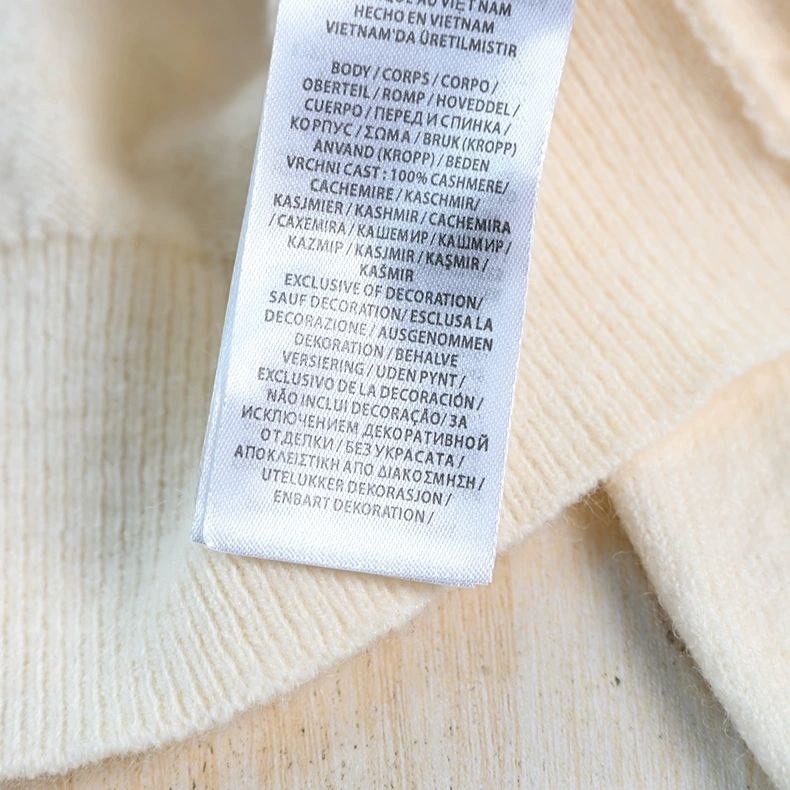 AU VIỆT NAM
HECHO EN VIETNAM
VIETNAM'DA ÜRETILMISTIR
BODY / CORPS / CORPO /
OBERTEIL / ROMP / HOVEDDEL /
CUERPO / ПЕРЕД И СПИНКА /
КОРПУС / ΣΩΜΑ / BRUK (KROPP)
ANVAND (KROPP) / BEDEN
VRCHNI CAST : 100% CASHMERE/
CACHEMIRE / KASCHMIR/
KASJMIER / KASHMIR / CACHEMIRA
/ CAXEMIRA / КАШЕМИР / КАШМИР /
KAZMIP / KASJMIR / KAŞMIR /
KAŠMIR
EXCLUSIVE OF DECORATION/
SAUF DECORATION/ ESCLUSA LA
DECORAZIONE / AUSGENOMMEN
DEKORATION / BEHALVE
VERSIERING / UDEN PYNT /
EXCLUSIVO DE LA DECORACIÓN /
NÃO INCLUI DECORAÇÃO/ ЗА
ИСКЛЮЧЕНИЕМ ДЕКОРАТИВНОЙ
ОТДЕЛКИ / БЕЗ УКРАСАТА /
ΑΠΟΚΛΕΙΣΤΙΚΗ ΑΠΟ ΔΙΑΚΟΣΜΗΣΗ /
UTELUKKER DEKORASJON /
ENBART DEKORATION /